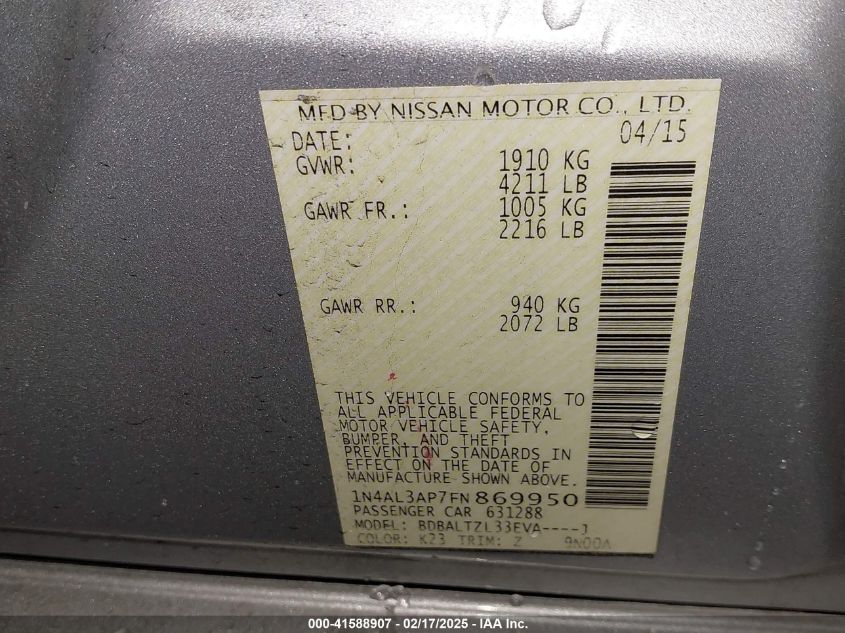 MFD BY NISSAN MOTOR CO., LTD.
DATE: 04/15
GVWR: 1910 KG
4211 LB
GAWR FR.: 1005 KG
2216 LB
GAWR RR.: 940 KG
2072 LB
THIS VEHICLE CONFORMS TO
ALL APPLICABLE FEDERAL
MOTOR VEHICLE SAFETY,
BUMPER, AND THEFT
PREVENTION STANDARDS IN
EFFECT ON THE DATE OF
MANUFACTURE SHOWN ABOVE.
1N4AL3AP7FN869950
PASSENGER CAR 631288
MODEL: BDBALTZL33EVA----J
COLOR: K23 TRIM: Z 9N00A
000-41588907 - 02/17/2025 - IAA Inc.